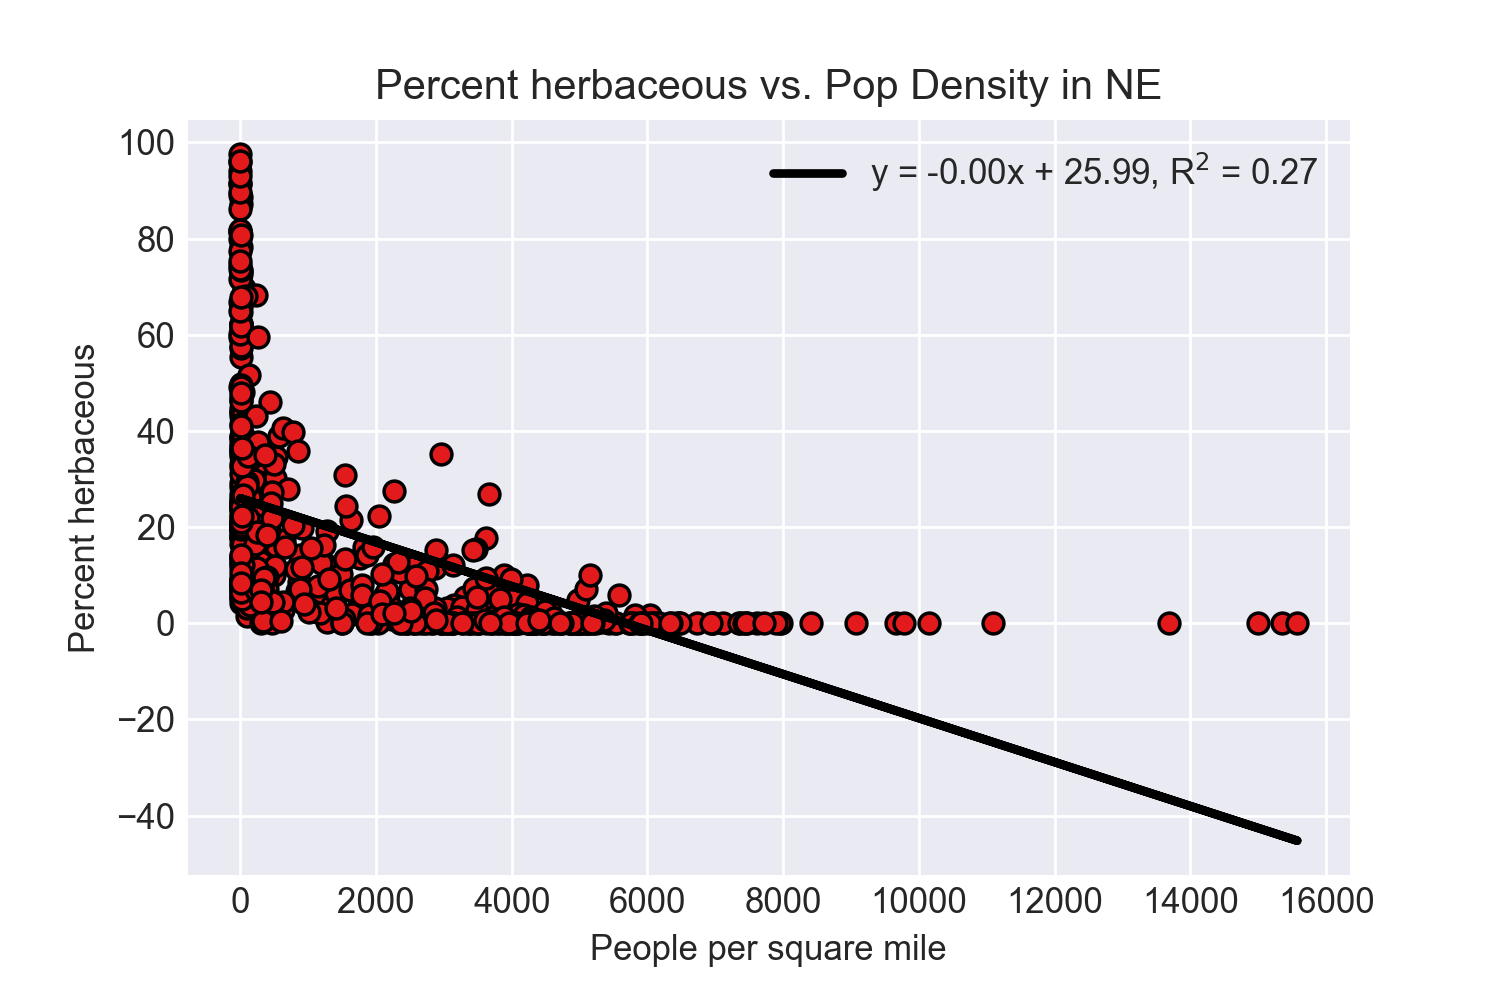 Percent herbaceous vs. Pop Density in NE
y = -0.00x + 25.99, R² = 0.27
100
80
60
40
20
0
−20
−40
Percent herbaceous
0 2000 4000 6000 8000 10000 12000 14000 16000
People per square mile